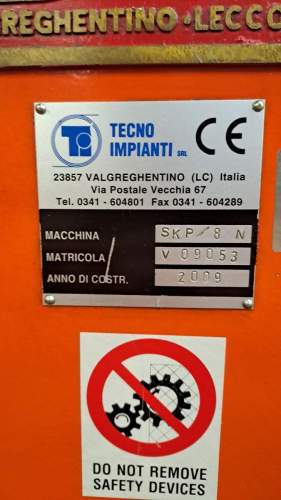 REGHENTINO·LECCO
TECNO
IMPIANTI SRL
CE
23857 VALGREGHENTINO (LC) Italia
Via Postale Vecchia 67
Tel. 0341 - 604801 Fax 0341 - 604289
MACCHINA SKP/8 N
MATRICOLA V 09053
ANNO DI COSTR. 2009
DO NOT REMOVE
SAFETY DEVICES